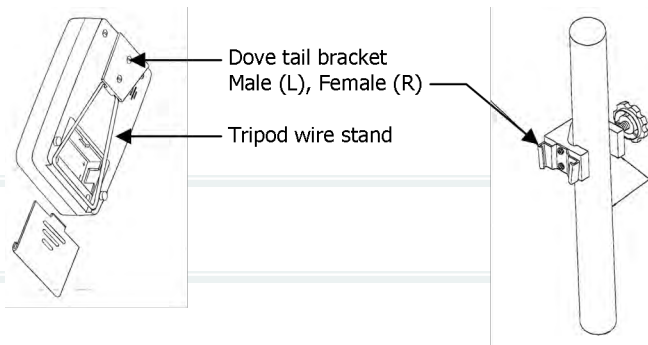 Dove tail bracket
Male (L), Female (R)
Tripod wire stand